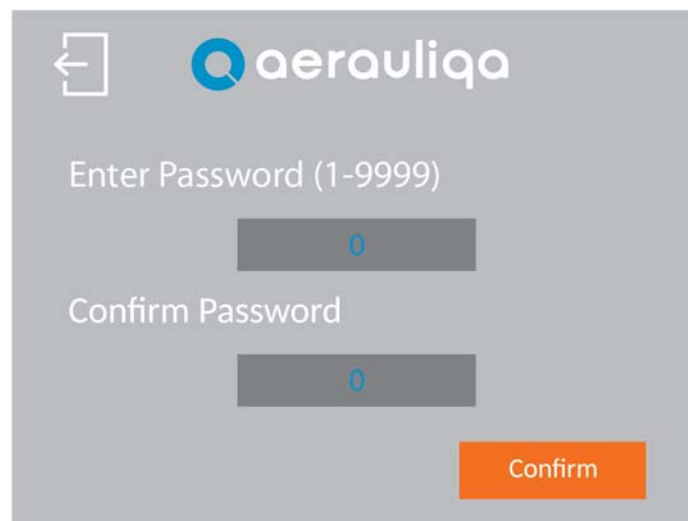 aerauliqa
Enter Password (1-9999)
0
Confirm Password
0
Confirm